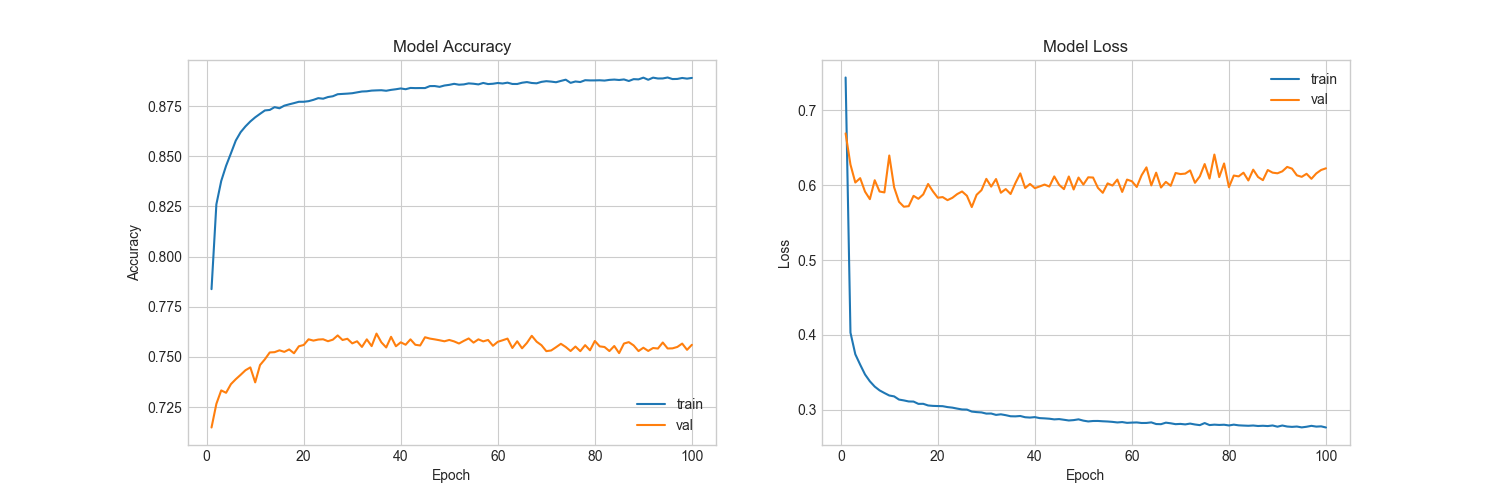 Model Accuracy
0.875
0.850
0.825
0.800
0.775
0.750
0.725
Accuracy
0 20 40 60 80 100
Epoch
train
val
Model Loss
0.7
0.6
0.5
0.4
0.3
Loss
0 20 40 60 80 100
Epoch
train
val